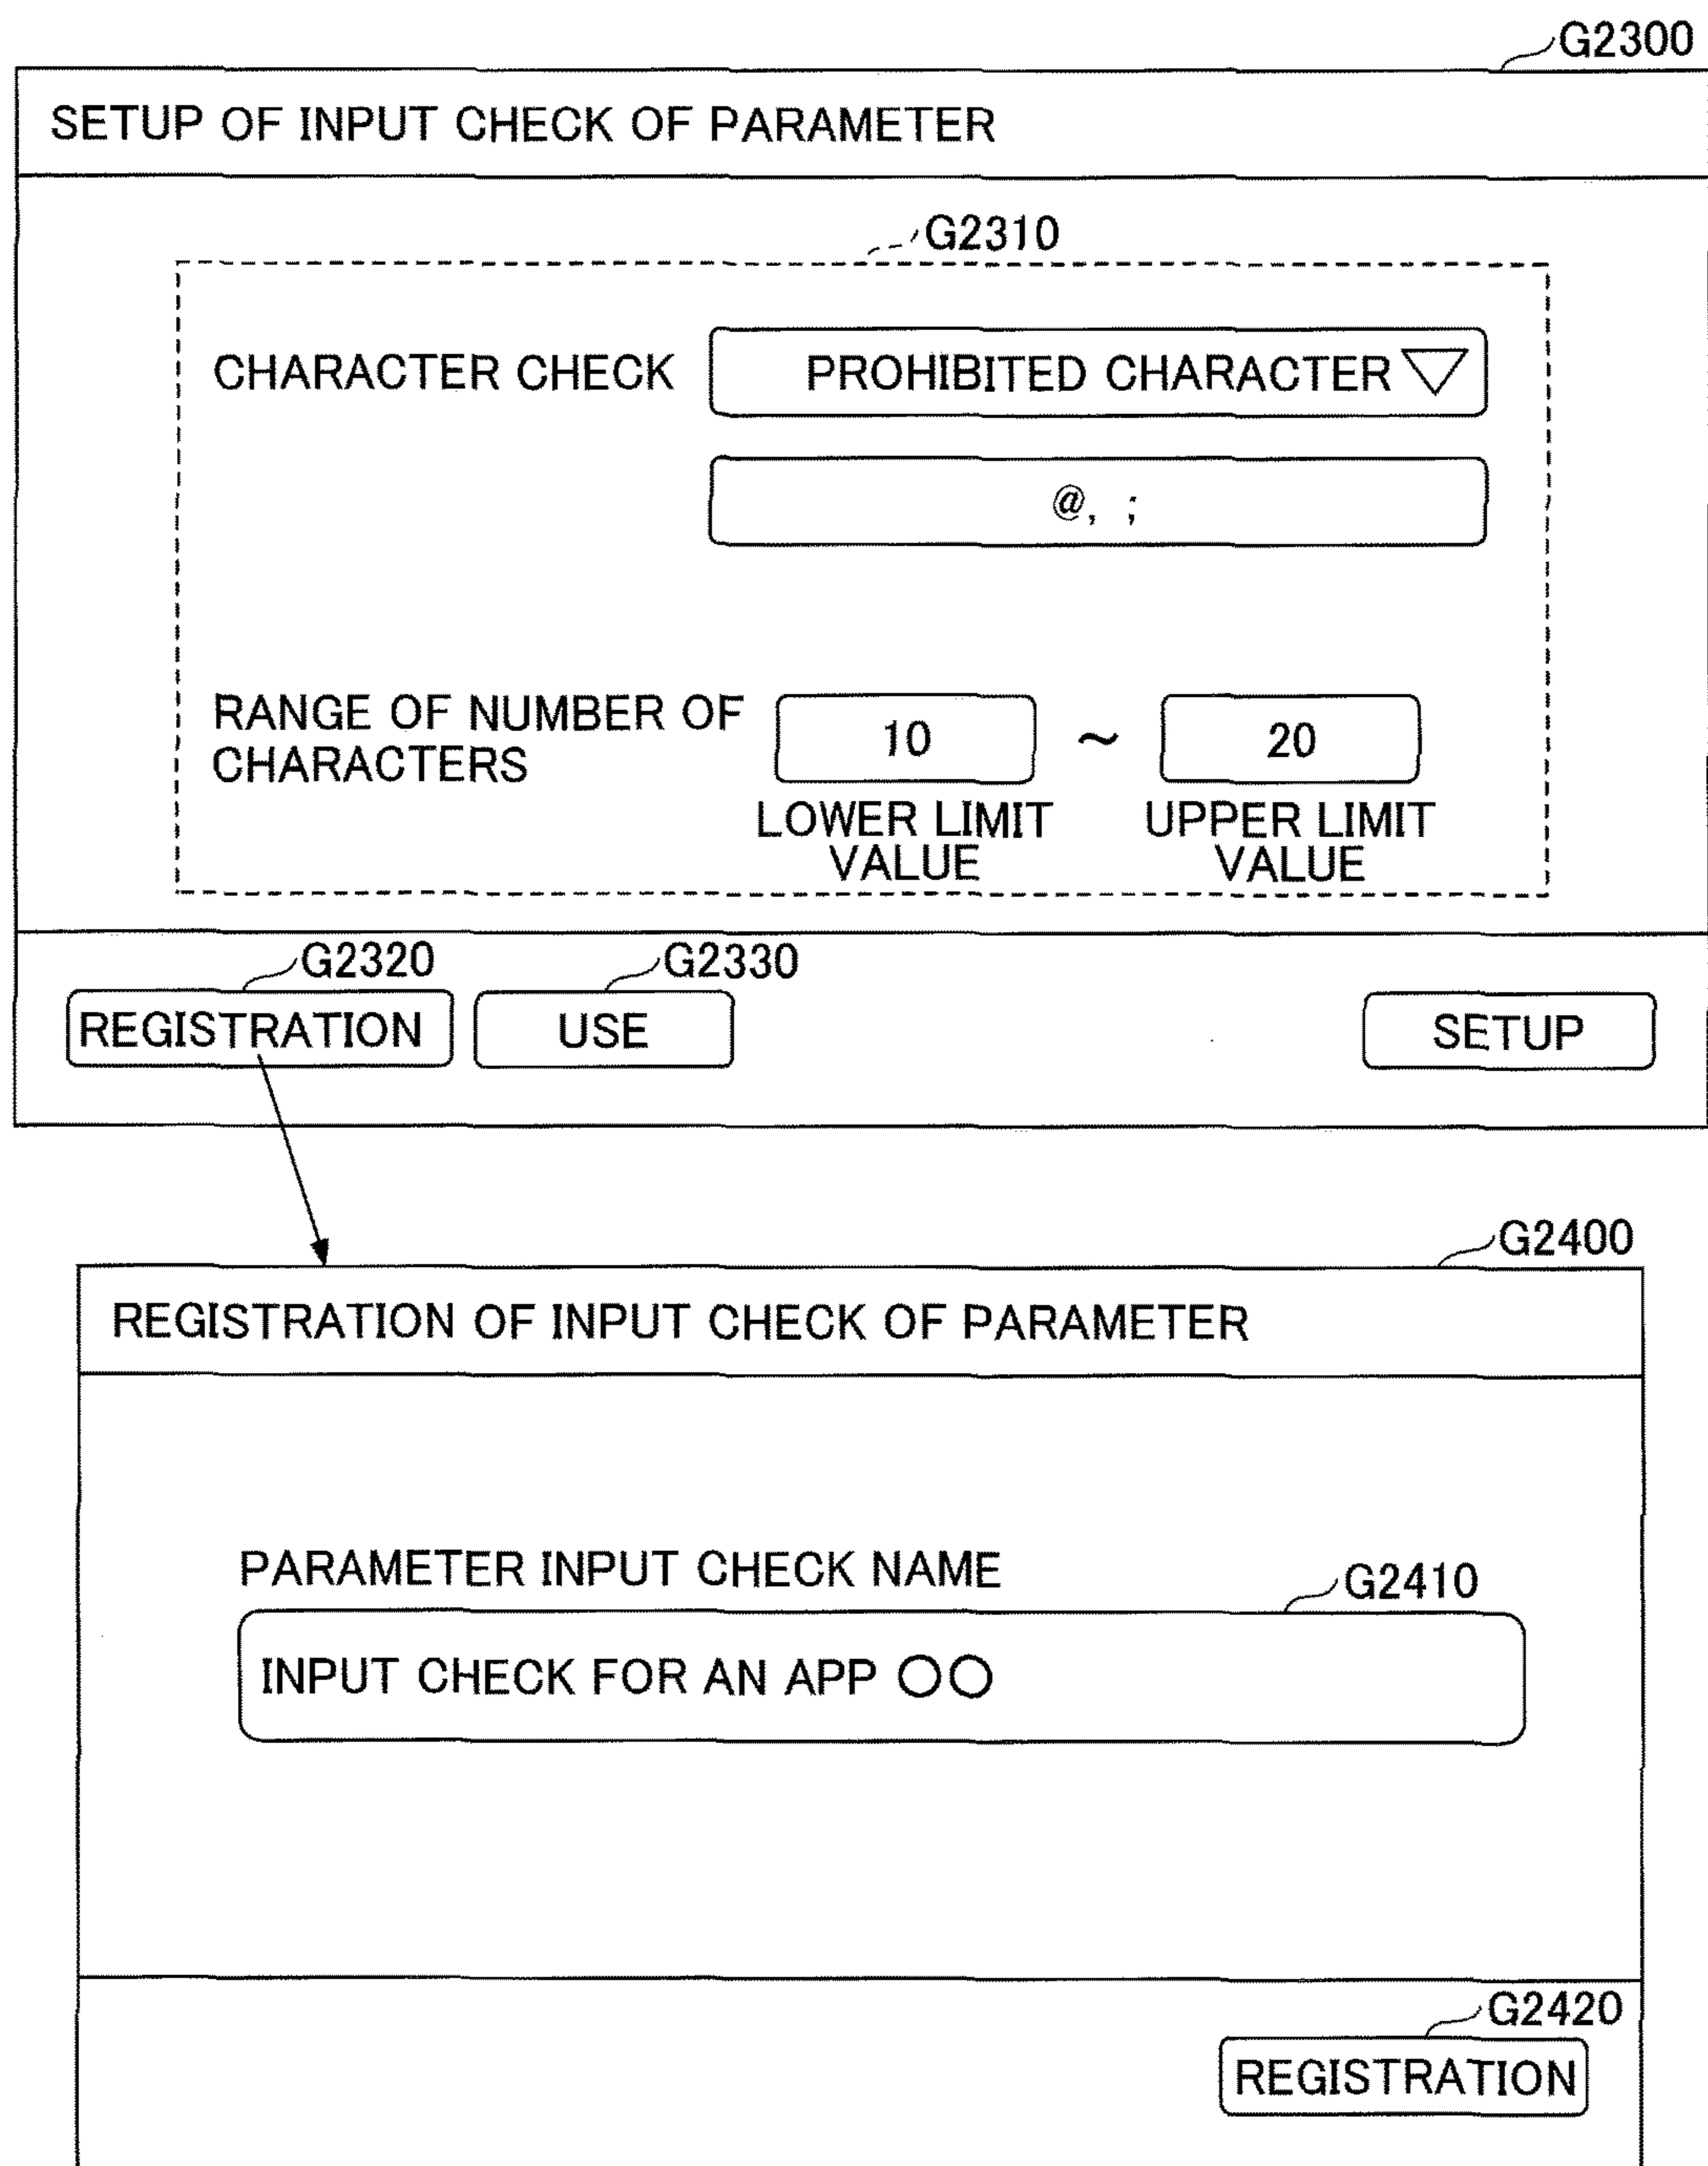 G2300
SETUP OF INPUT CHECK OF PARAMETER
G2310
CHARACTER CHECK PROHIBITED CHARACTER ▽
@, ;
RANGE OF NUMBER OF
CHARACTERS
10 ~ 20
LOWER LIMIT
VALUE
UPPER LIMIT
VALUE
G2320 G2330
REGISTRATION USE SETUP
G2400
REGISTRATION OF INPUT CHECK OF PARAMETER
PARAMETER INPUT CHECK NAME
G2410
INPUT CHECK FOR AN APP ○○
G2420
REGISTRATION